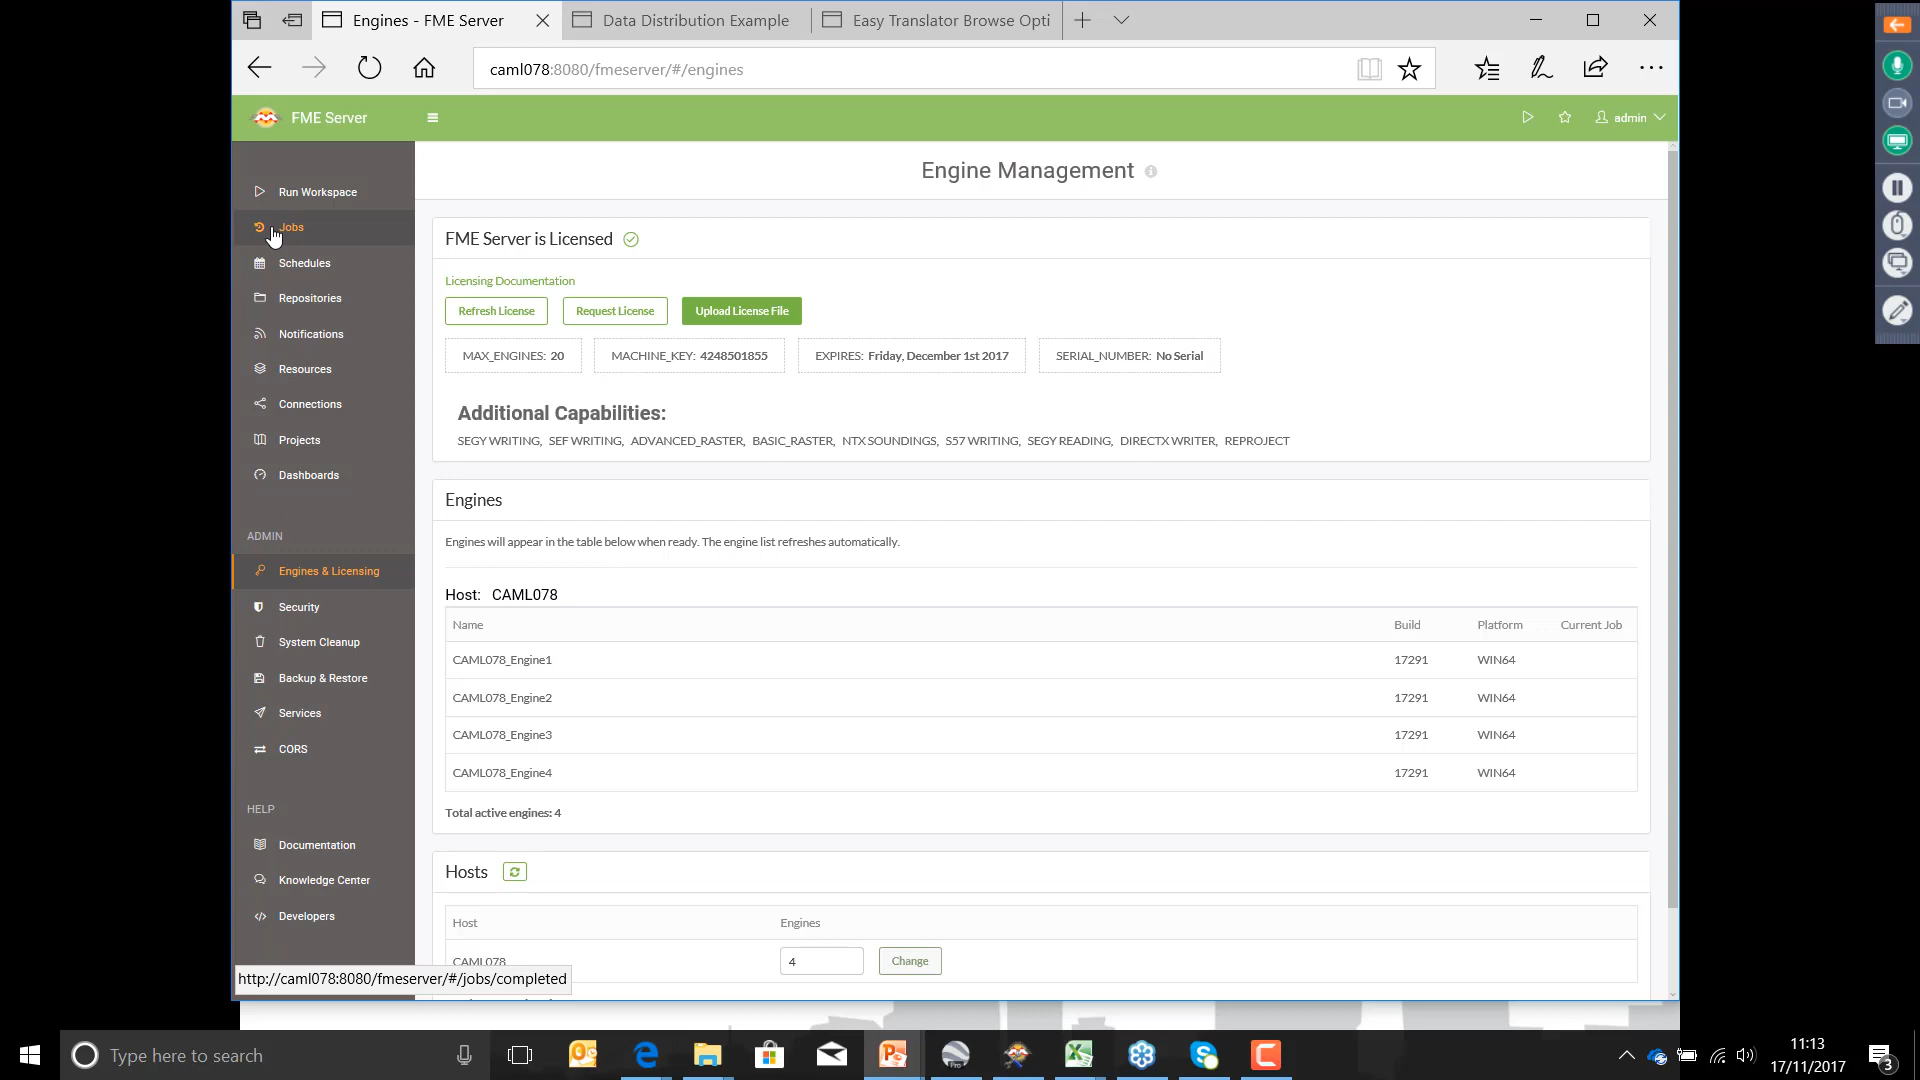 Engines - FME Server
Data Distribution Example
Easy Translator Browse Opti
caml078:8080/fmeserver/#/engines
FME Server
admin
Run Workspace
Jobs
Schedules
Repositories
Notifications
Resources
Connections
Projects
Dashboards
ADMIN
Engines & Licensing
Security
System Cleanup
Backup & Restore
Services
CORS
HELP
Documentation
Knowledge Center
Developers
http://caml078:8080/fmeserver/#/jobs/completed
Engine Management
FME Server is Licensed
Licensing Documentation
Refresh License
Request License
Upload License File
MAX_ENGINES: 20
MACHINE_KEY: 4248501855
EXPIRES: Friday, December 1st 2017
SERIAL_NUMBER: No Serial
Additional Capabilities:
SEGY WRITING, SEF WRITING, ADVANCED_RASTER, BASIC_RASTER, NTX SOUNDINGS, S57 WRITING, SEGY READING, DIRECTX WRITER, REPROJECT
Engines
Engines will appear in the table below when ready. The engine list refreshes automatically.
Host: CAML078
Name Build Platform Current Job
CAML078_Engine1 17291 WIN64
CAML078_Engine2 17291 WIN64
CAML078_Engine3 17291 WIN64
CAML078_Engine4 17291 WIN64
Total active engines: 4
Hosts
Host Engines
CAML078 4 Change
Type here to search
11:13
17/11/2017
3